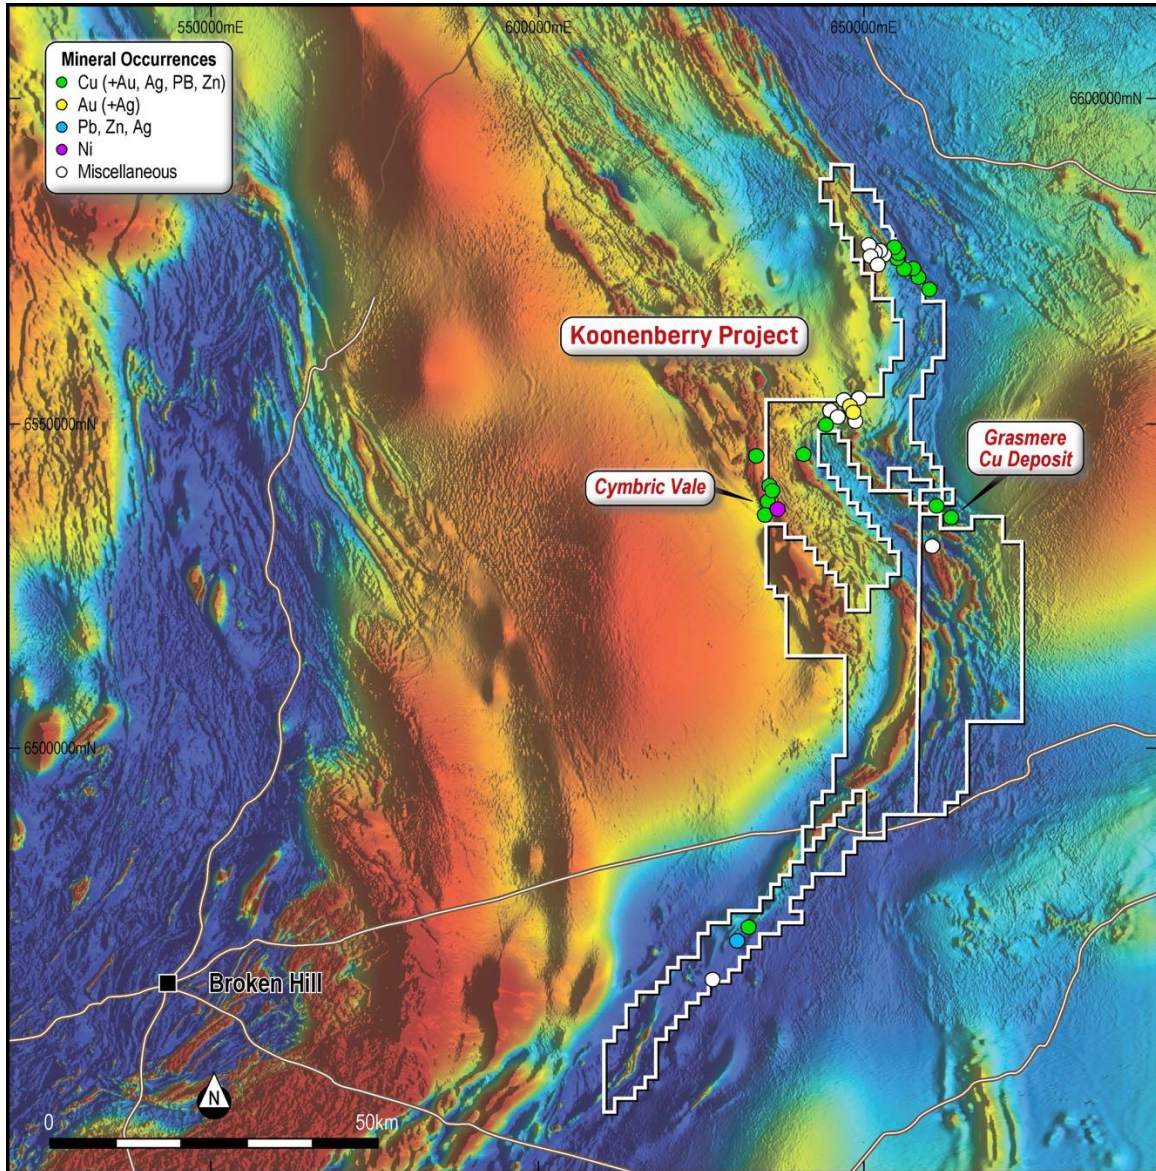 550000mE
600000mE
650000mE
Mineral Occurrences
Cu (+Au, Ag, PB, Zn)
Au (+Ag)
Pb, Zn, Ag
Ni
Miscellaneous
6600000mN
Koonenberry Project
6550000mN
Grasmere
Cu Deposit
Cymbric Vale
6500000mN
Broken Hill
N
0
50km